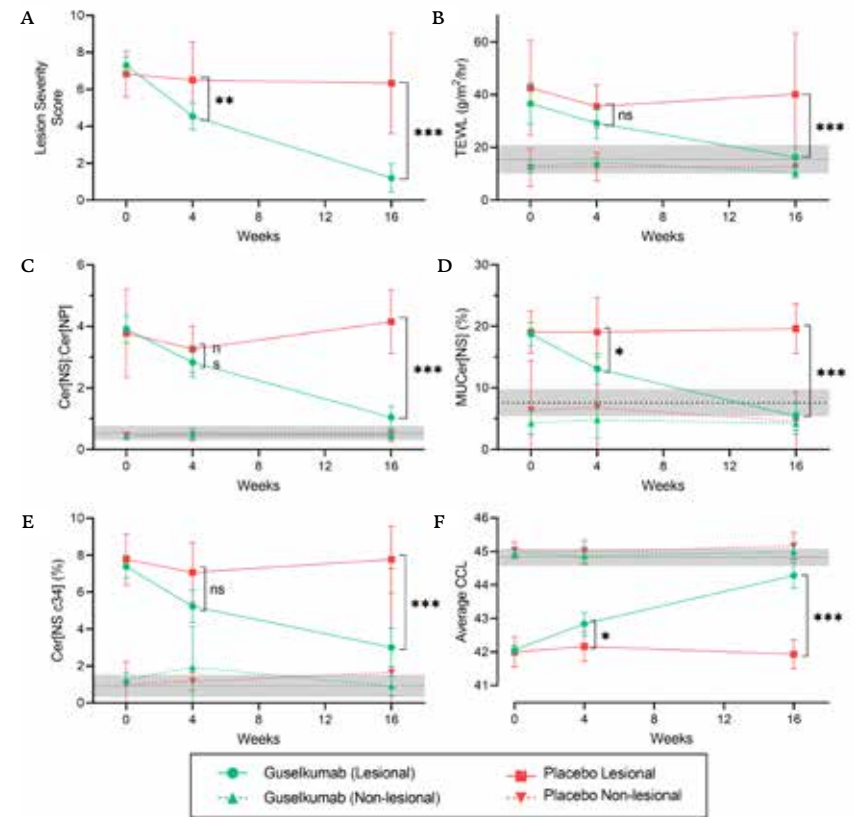 A
10
8
6
4
2
0
Lesion Severity
Score
**
***
0 4 8 12 16
Weeks
B
60
40
20
0
TEWL (g/m²/hr)
ns
***
0 4 8 12 16
Weeks
C
6
4
2
0
Cer[NS]:Cer[NP]
n
s
***
0 4 8 12 16
Weeks
D
30
20
10
0
MUCer[NS] (%)
*
***
0 4 8 12 16
Weeks
E
10
8
6
4
2
0
Cer[NS c34] (%)
ns
***
0 4 8 12 16
Weeks
F
46
45
44
43
42
41
Average CCL
*
***
0 4 8 12 16
Weeks
Guselkumab (Lesional) Placebo Lesional
Guselkumab (Non-lesional) Placebo Non-lesional